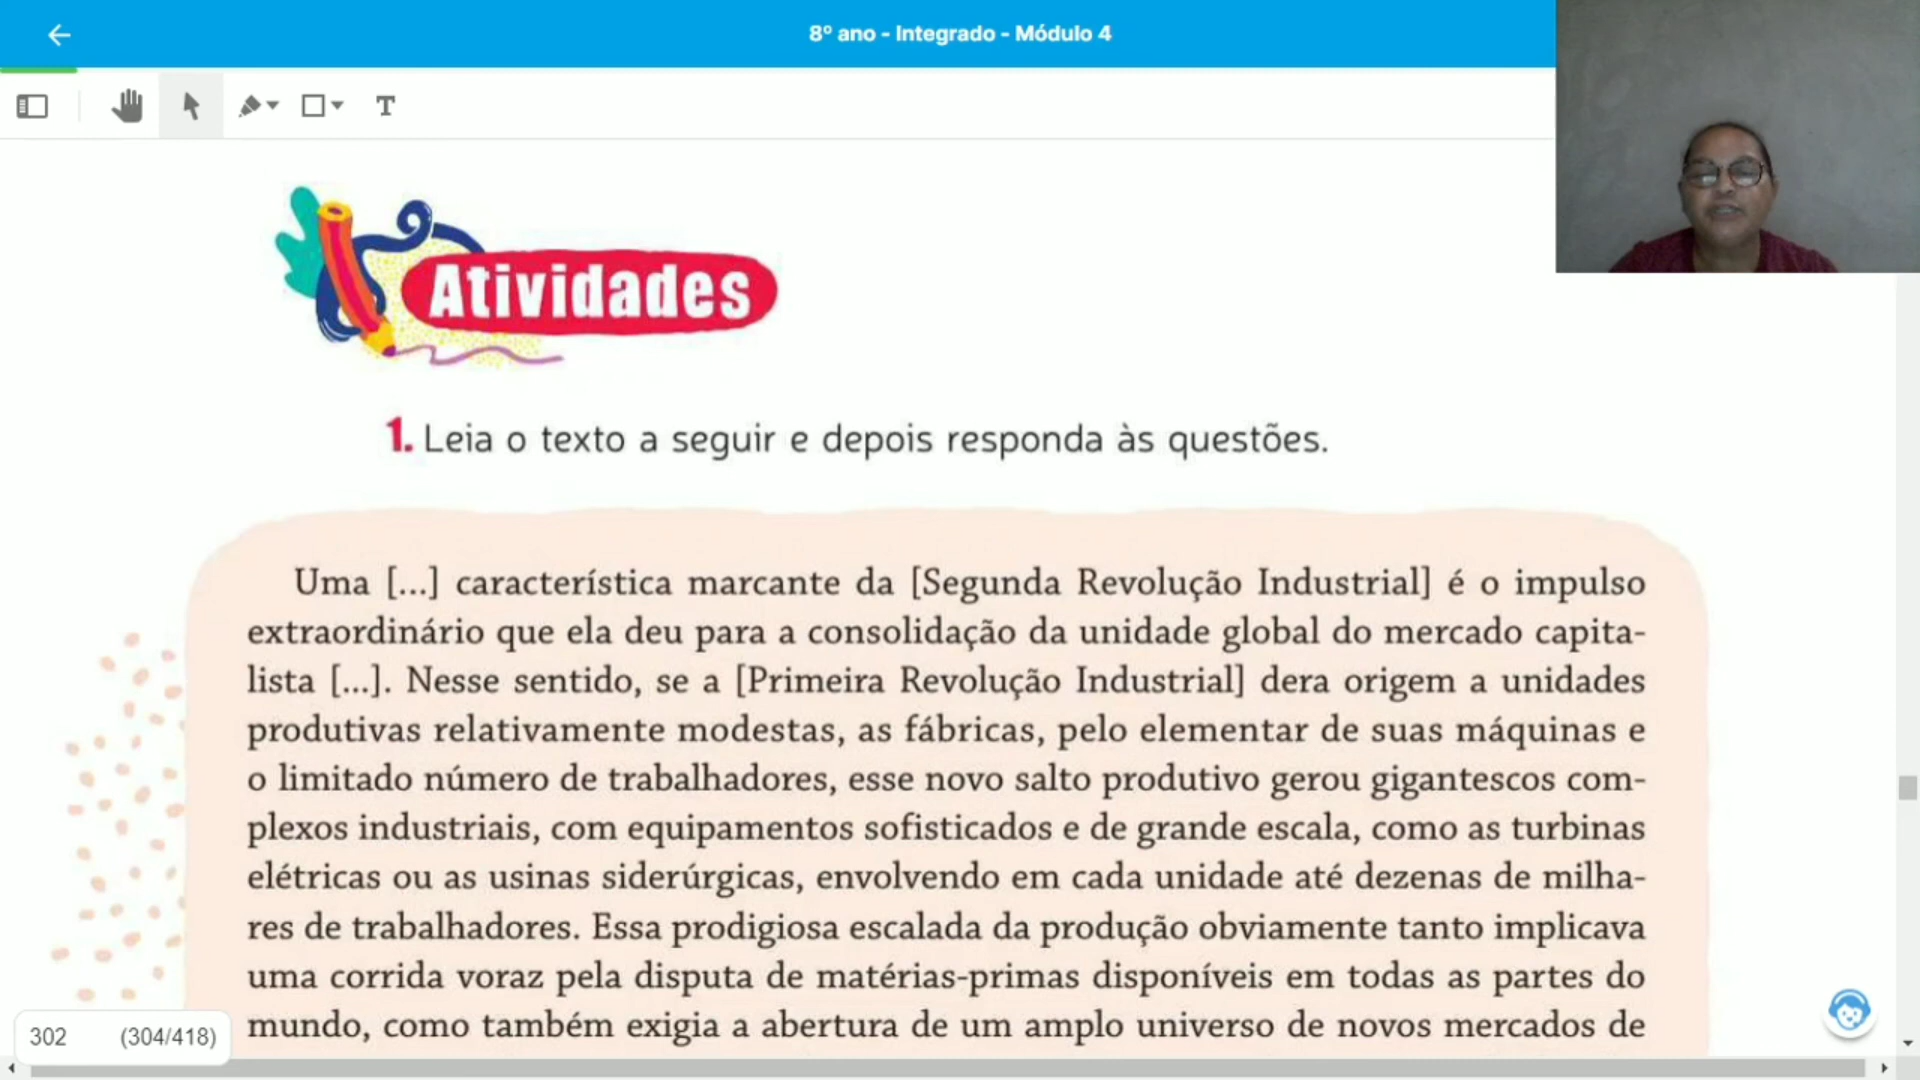 8º ano - Integrado - Módulo 4
T
Atividades
1. Leia o texto a seguir e depois responda às questões.
Uma [...] característica marcante da [Segunda Revolução Industrial] é o impulso
extraordinário que ela deu para a consolidação da unidade global do mercado capita-
lista [...]. Nesse sentido, se a [Primeira Revolução Industrial] dera origem a unidades
produtivas relativamente modestas, as fábricas, pelo elementar de suas máquinas e
o limitado número de trabalhadores, esse novo salto produtivo gerou gigantescos com-
plexos industriais, com equipamentos sofisticados e de grande escala, como as turbinas
elétricas ou as usinas siderúrgicas, envolvendo em cada unidade até dezenas de milha-
res de trabalhadores. Essa prodigiosa escalada da produção obviamente tanto implicava
uma corrida voraz pela disputa de matérias-primas disponíveis em todas as partes do
mundo, como também exigia a abertura de um amplo universo de novos mercados de
302 (304/418)